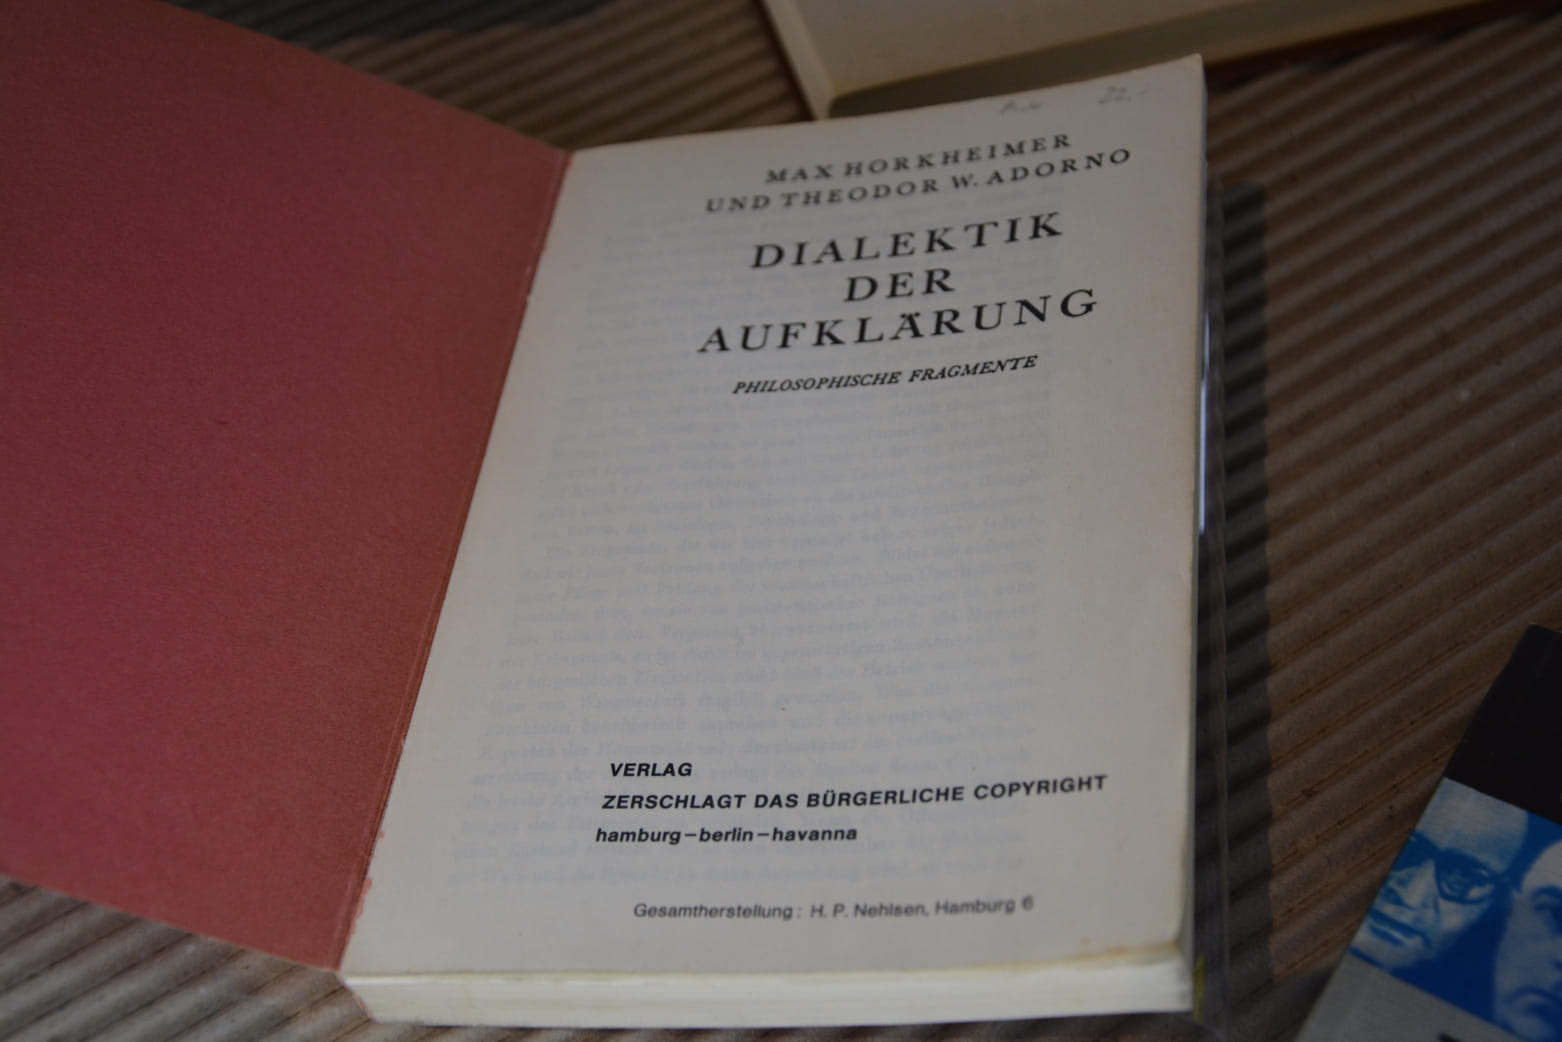 22,-
MAX HORKHEIMER
UND THEODOR W. ADORNO
DIALEKTIK
DER
AUFKLÄRUNG
PHILOSOPHISCHE FRAGMENTE
VERLAG
ZERSCHLAGT DAS BÜRGERLICHE COPYRIGHT
hamburg–berlin–havanna
Gesamtherstellung: H. P. Nehlsen, Hamburg 6